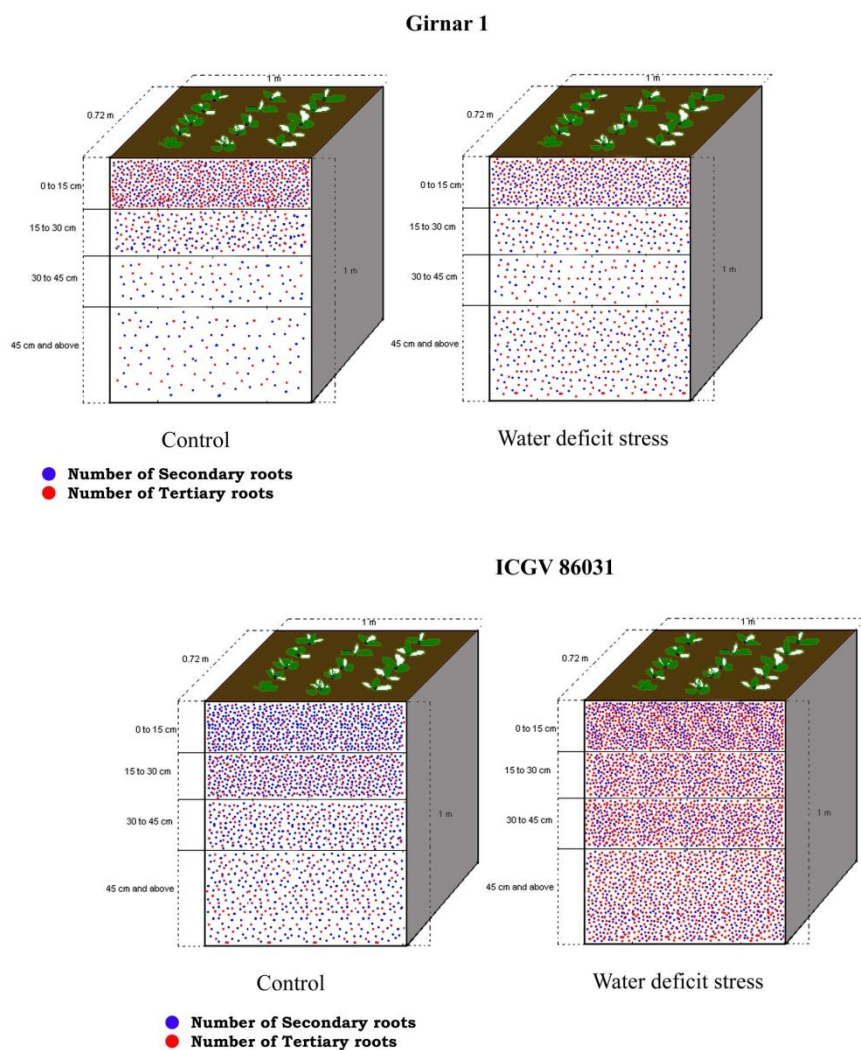 Girnar 1
1 m
0.72 m
0 to 15 cm
15 to 30 cm
30 to 45 cm
45 cm and above
1 m
Control
1 m
0.72 m
0 to 15 cm
15 to 30 cm
30 to 45 cm
45 cm and above
1 m
Water deficit stress
Number of Secondary roots
Number of Tertiary roots
ICGV 86031
1 m
0.72 m
0 to 15 cm
15 to 30 cm
30 to 45 cm
45 cm and above
1 m
Control
1 m
0.72 m
0 to 15 cm
15 to 30 cm
30 to 45 cm
45 cm and above
1 m
Water deficit stress
Number of Secondary roots
Number of Tertiary roots